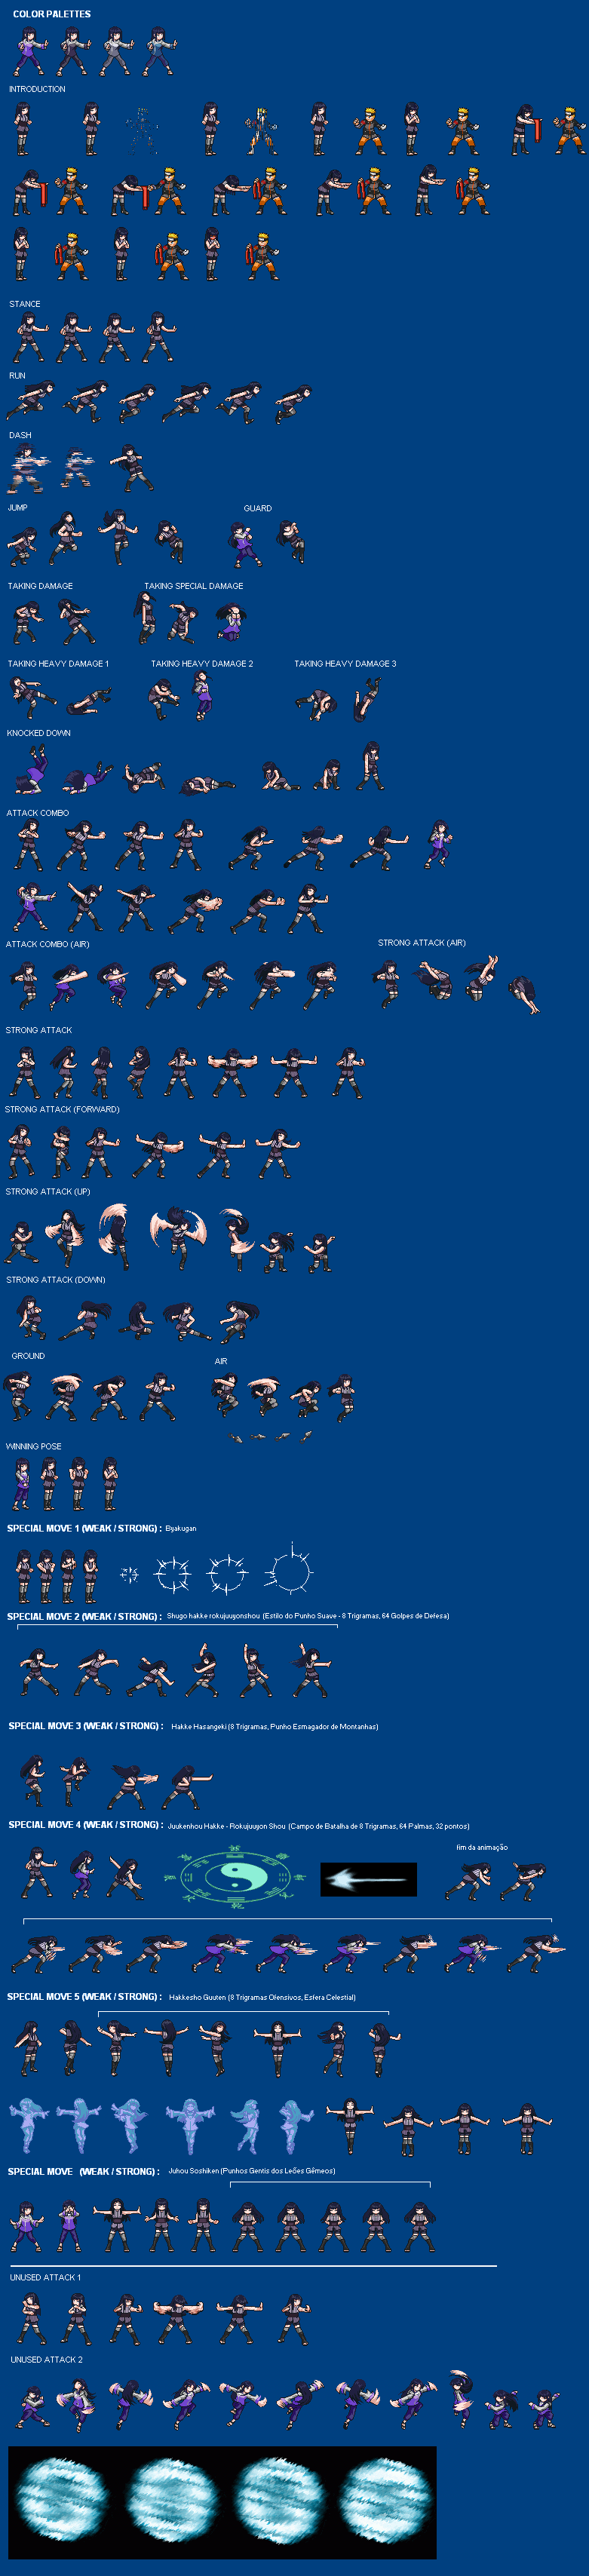 COLOR PALETTES
INTRODUCTION
STANCE
RUN
DASH
JUMP
GUARD
TAKING DAMAGE
TAKING SPECIAL DAMAGE
TAKING HEAVY DAMAGE 1
TAKING HEAVY DAMAGE 2
TAKING HEAVY DAMAGE 3
KNOCKED DOWN
ATTACK COMBO
ATTACK COMBO (AIR)
STRONG ATTACK (AIR)
STRONG ATTACK
STRONG ATTACK (FORWARD)
STRONG ATTACK (UP)
STRONG ATTACK (DOWN)
GROUND
AIR
WINNING POSE
SPECIAL MOVE 1 (WEAK / STRONG) : Byakugan
SPECIAL MOVE 2 (WEAK / STRONG) : Shugo hakke rokujuuyonshou (Estilo do Punho Suave - 8 Trigramas, 64 Golpes de Defesa)
SPECIAL MOVE 3 (WEAK / STRONG) : Hakke Hasangeki (8 Trigramas, Punho Esmagador de Montanhas)
SPECIAL MOVE 4 (WEAK / STRONG) : Juukenhou Hakke - Rokujuuyon Shou (Campo de Batalha de 8 Trigramas, 64 Palmas, 32 pontos)
fim da animação
SPECIAL MOVE 5 (WEAK / STRONG) : Hakkesho Guuten (8 Trigramas Ofensivos, Esfera Celestial)
SPECIAL MOVE (WEAK / STRONG) : Juhou Soshiken (Punhos Gentis dos Leões Gêmeos)
UNUSED ATTACK 1
UNUSED ATTACK 2